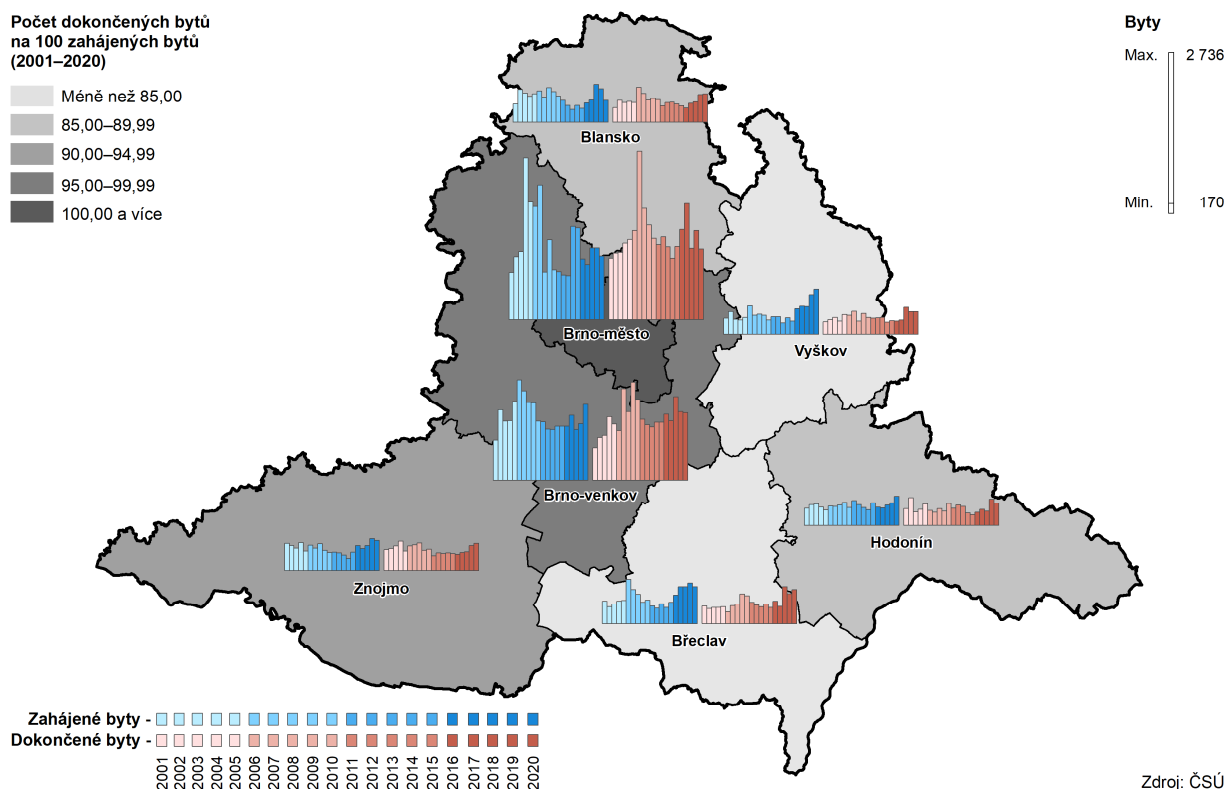 Počet dokončených bytů
na 100 zahájených bytů
(2001–2020)
Méně než 85,00
85,00–89,99
90,00–94,99
95,00–99,99
100,00 a více
Byty
Max. 2 736
Min. 170
Blansko
Brno-město
Vyškov
Brno-venkov
Hodonín
Znojmo
Břeclav
Zahájené byty -
Dokončené byty -
2001 2002 2003 2004 2005 2006 2007 2008 2009 2010 2011 2012 2013 2014 2015 2016 2017 2018 2019 2020
Zdroj: ČSÚ